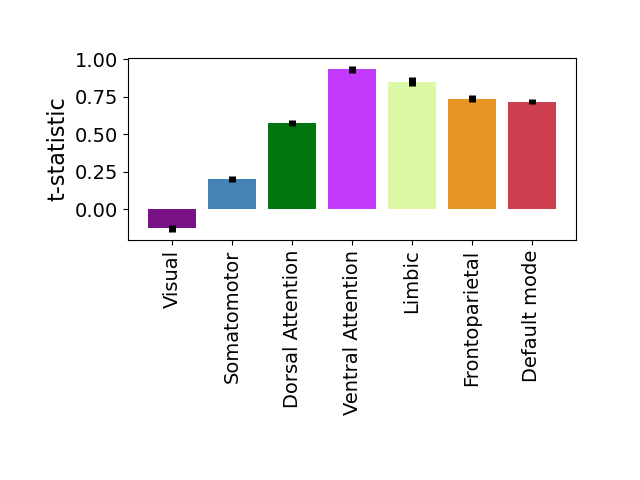 t-statistic
1.00
0.75
0.50
0.25
0.00
Visual
Somatomotor
Dorsal Attention
Ventral Attention
Limbic
Frontoparietal
Default mode